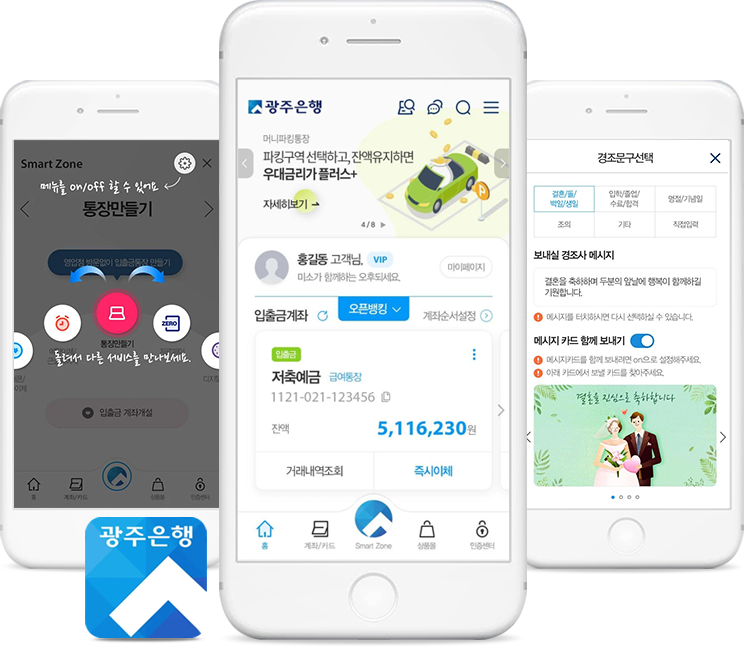 Smart Zone
메뉴를 on/off 할 수 있어요
통장만들기
영업점 방문없이 입출금통장 만들기
ZERO
통장만들기
돌려서 다른 서비스를 만나보세요.
입출금 계좌개설
홈
계좌/카드
상품몰
인증센터
광주은행
광주은행
머니파킹통장
파킹구역 선택하고, 잔액유지하면
우대금리가 플러스+
자세히보기
4/8
홍길동 고객님, VIP
미소가 함께하는 오후되세요.
마이페이지
입출금계좌
오픈뱅킹
계좌순서설정
입출금
저축예금 급여통장
1121-021-123456
잔액
5,116,230원
거래내역조회
즉시이체
홈
계좌/카드
Smart Zone
상품몰
인증센터
경조문구선택
결혼/돌/
백일/생일
입학/졸업/
수료/합격
명절/기념일
조의
기타
직접입력
보내실 경조사 메시지
결혼을 축하하며 두분의 앞날에 행복이 함께하길
기원합니다.
메시지를 터치하시면 다시 선택하실 수 있습니다.
메시지 카드 함께 보내기
메시지카드를 함께 보내려면 on으로 설정해주세요.
아래 카드에서 보낼 카드를 찾아주세요.
결혼을 진심으로 축하합니다